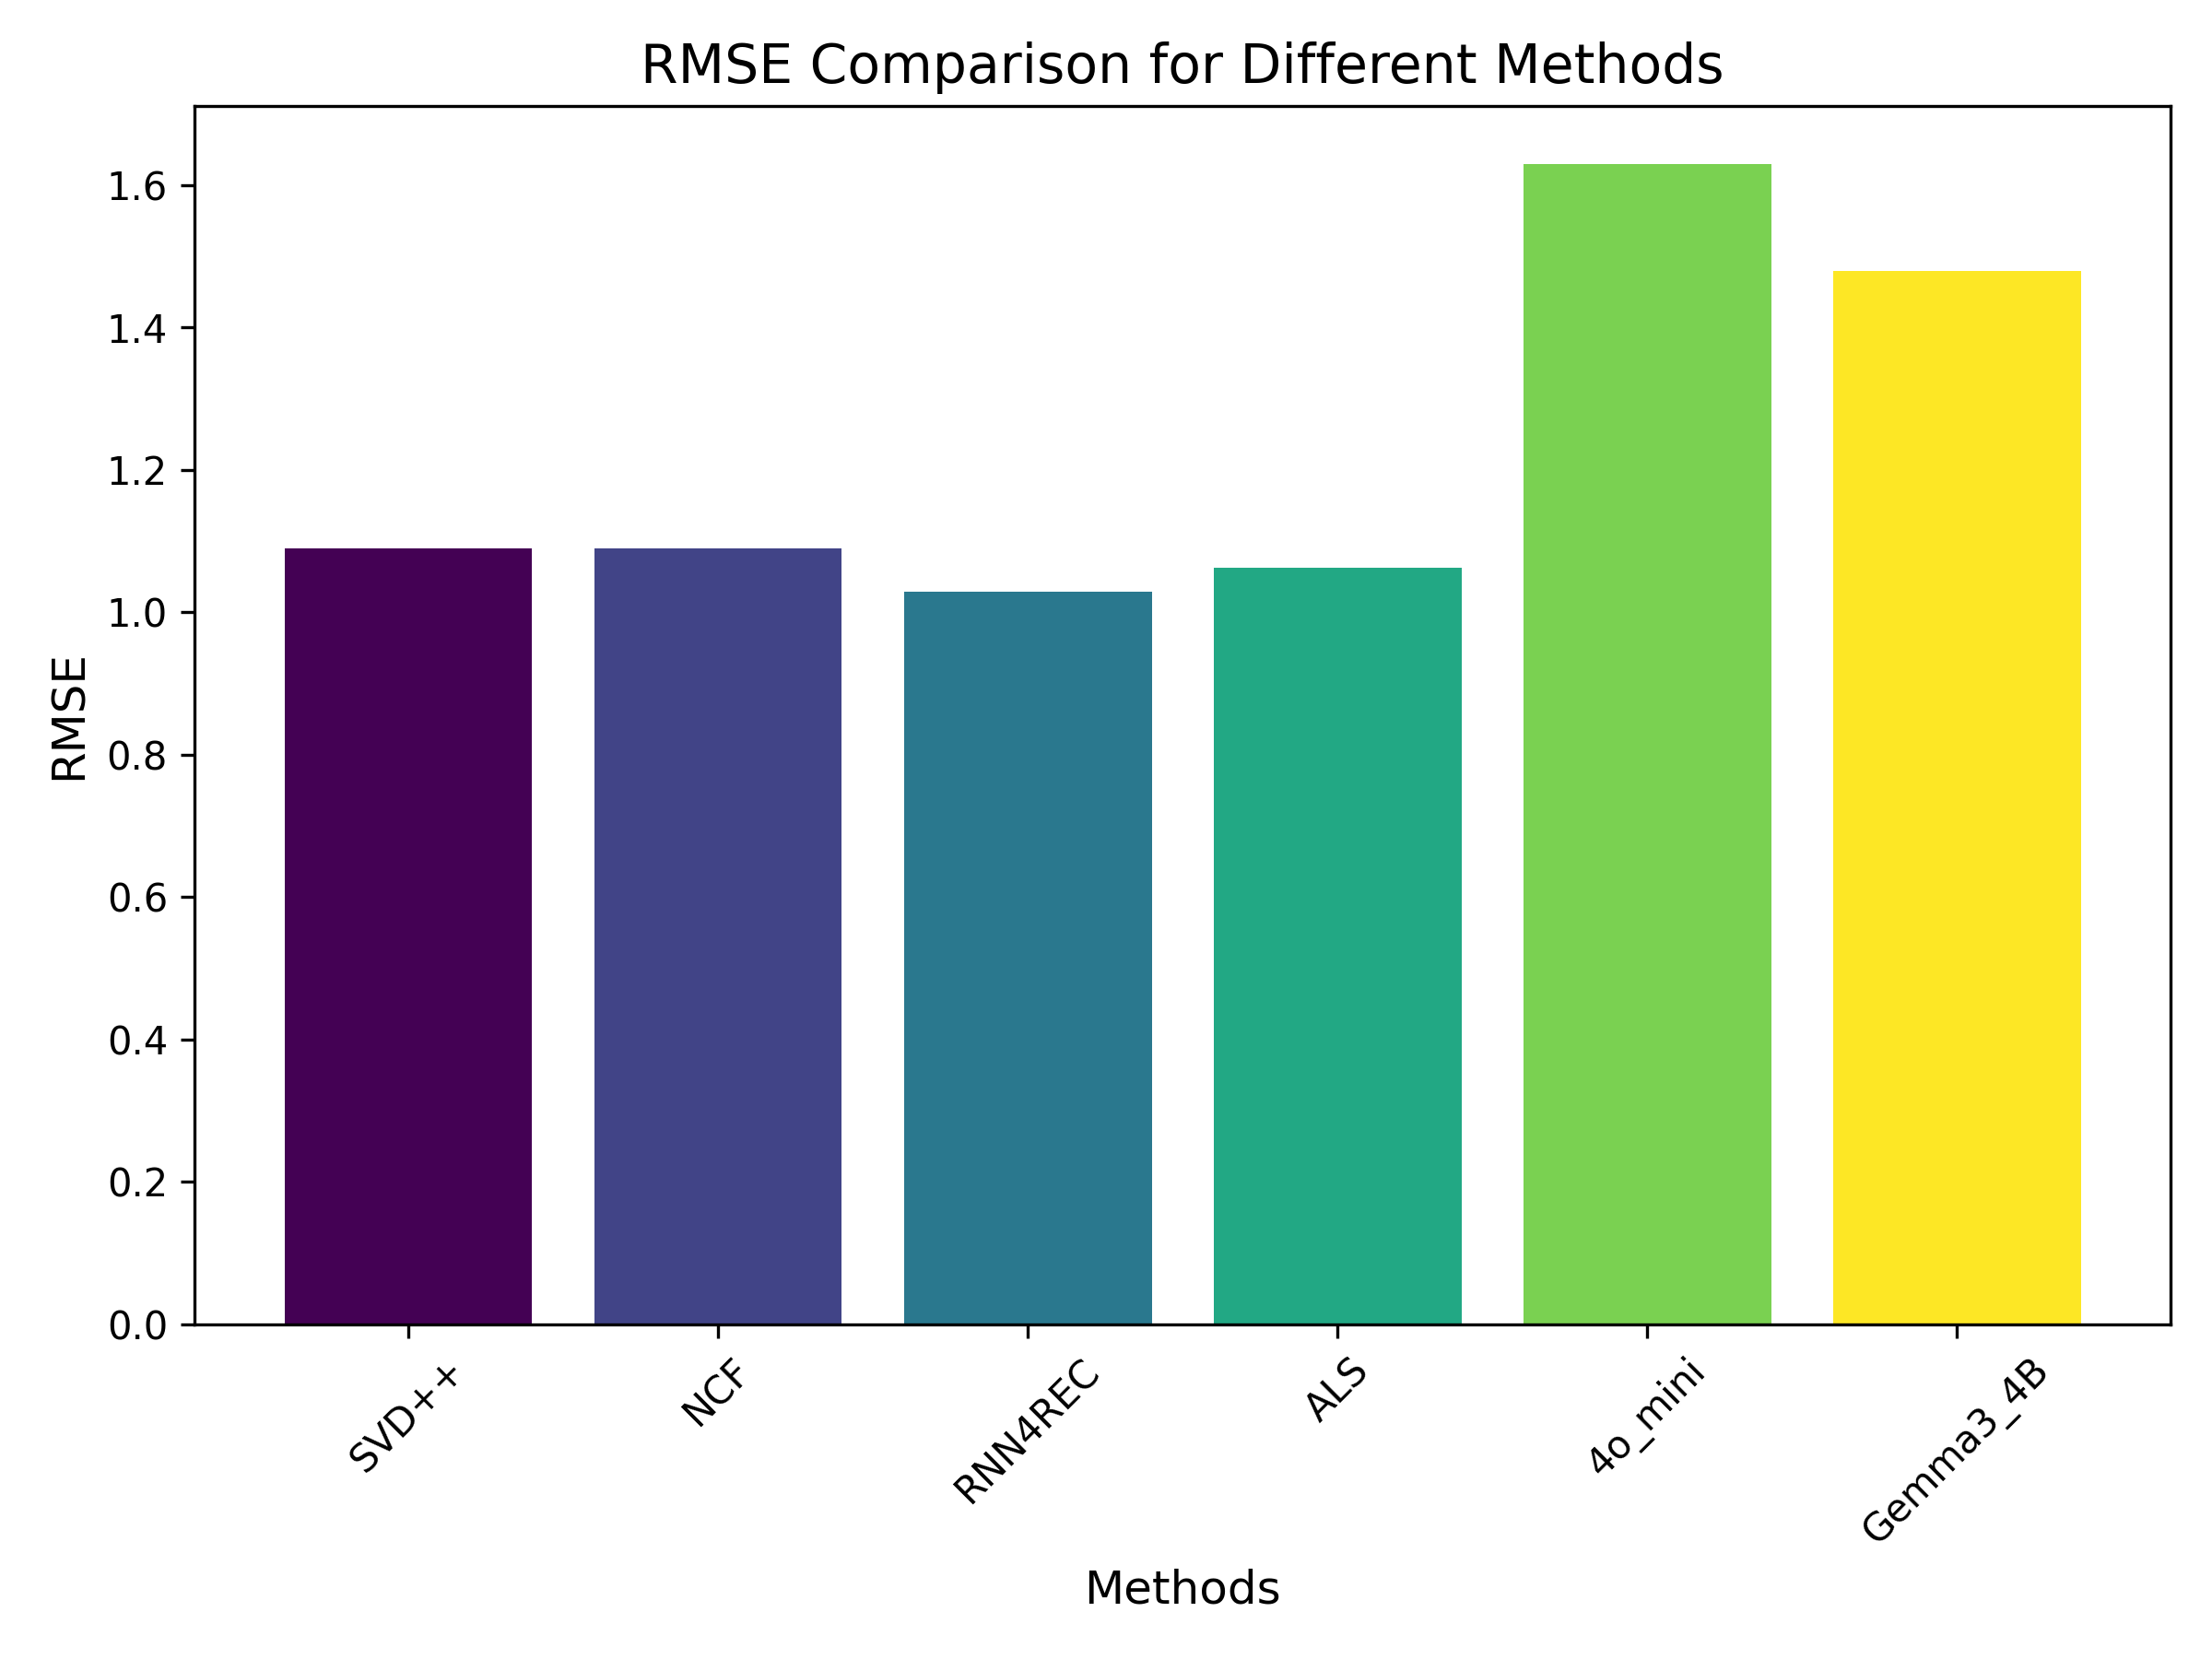 RMSE Comparison for Different Methods
1.6
1.4
1.2
1.0
0.8
0.6
0.4
0.2
0.0
RMSE
SVD++
NCF
RNN4REC
ALS
4o_mini
Gemma3_4B
Methods